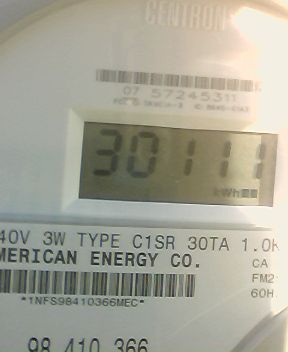 CENTRON
07 57245311
30111
kWh
40V 3W TYPE C1SR 30TA 1.0K
MERICAN ENERGY CO.
CA
FM2
60H
*1NFS98410366MEC*
98 410 366